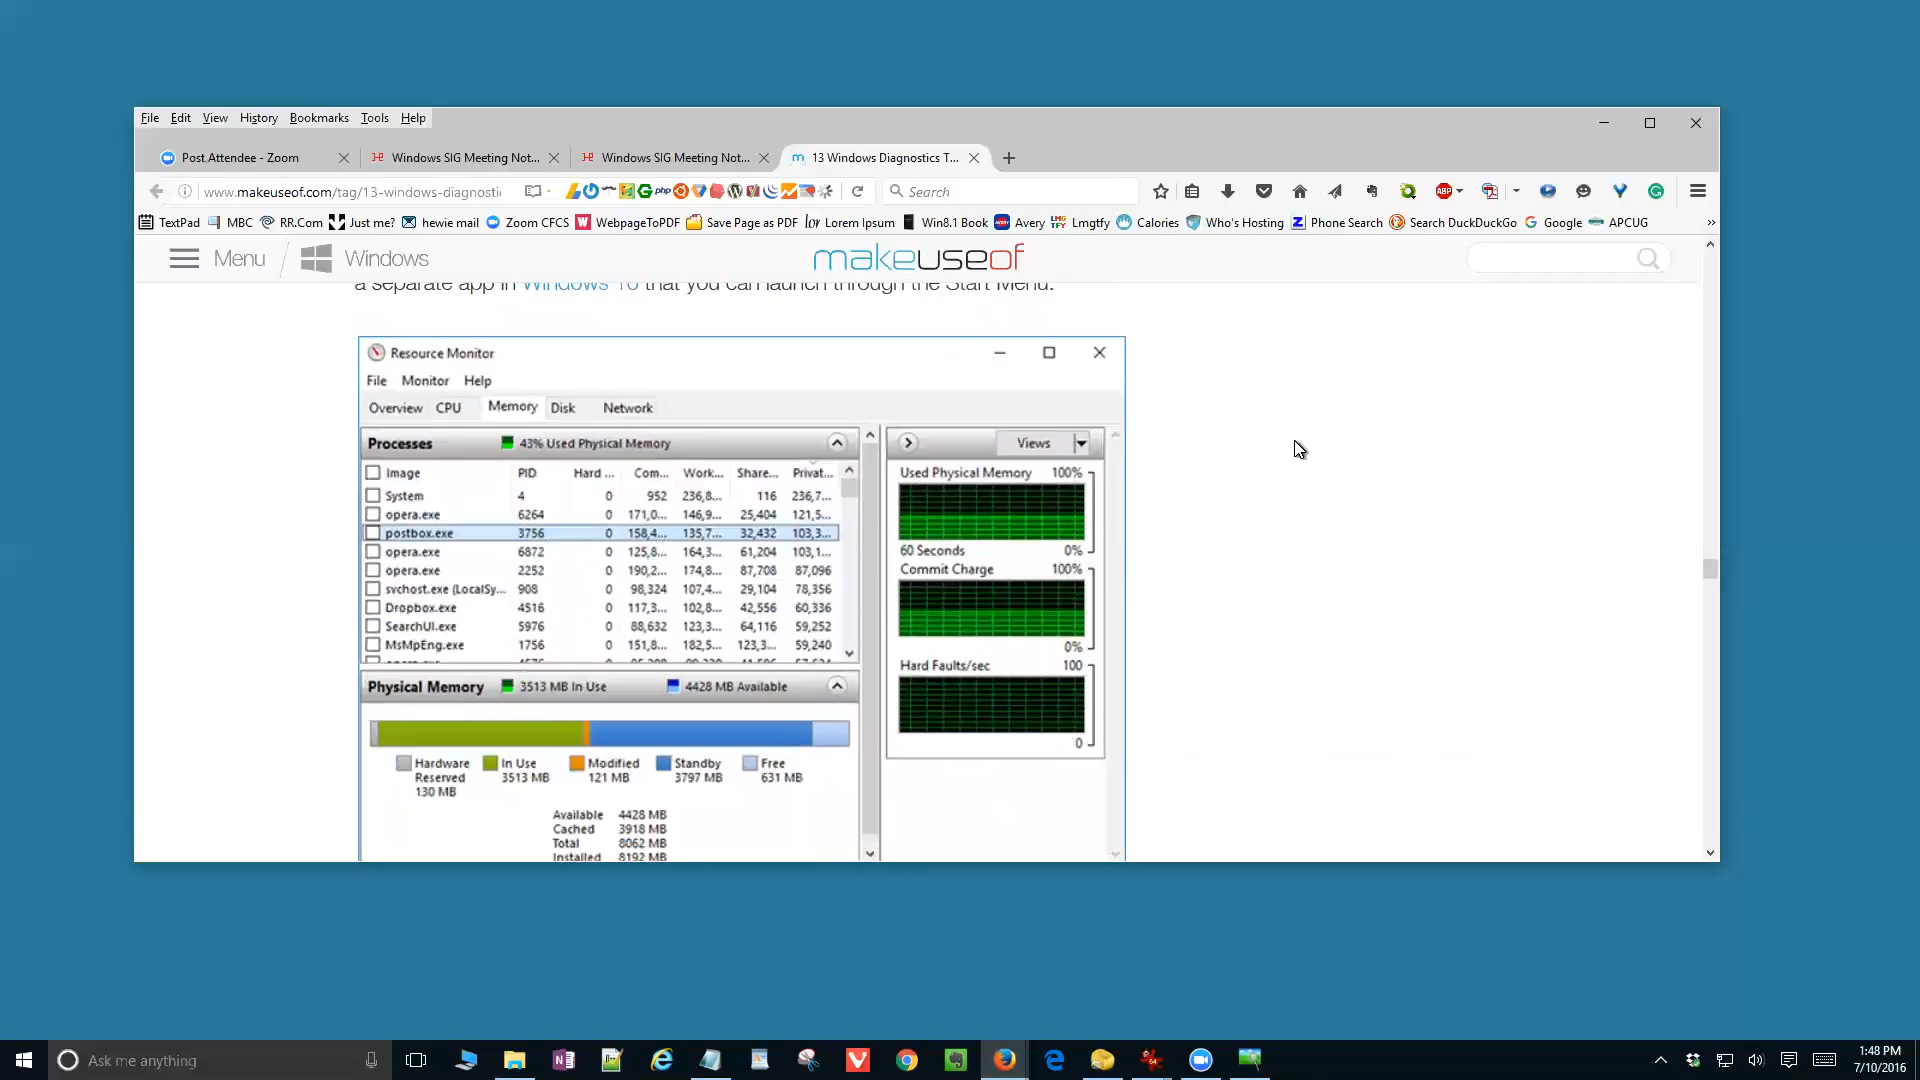 File Edit View History Bookmarks Tools Help
Post Attendee - Zoom
Windows SIG Meeting Not...
Windows SIG Meeting Not...
13 Windows Diagnostics T...
www.makeuseof.com/tag/13-windows-diagnosti
Search
TextPad MBC RR.Com Just me? hewie mail Zoom CFCS WebpageToPDF Save Page as PDF Lorem Ipsum Win8.1 Book Avery Lmgtfy Calories Who's Hosting Phone Search Search DuckDuckGo Google APCUG
Menu Windows makeuseof
a separate app in Windows 10 that you can launch through the Start Menu.
Resource Monitor
File Monitor Help
Overview CPU Memory Disk Network
Processes 43% Used Physical Memory
Image PID Hard ... Com... Work... Share... Privat...
System 4 0 952 236,8... 116 236,7...
opera.exe 6264 0 171,0... 146,9... 25,404 121,5...
postbox.exe 3756 0 158,4... 135,7... 32,432 103,3...
opera.exe 6872 0 125,8... 164,3... 61,204 103,1...
opera.exe 2252 0 190,2... 174,8... 87,708 87,096
svchost.exe (LocalSy... 908 0 98,324 107,4... 29,104 78,356
Dropbox.exe 4516 0 117,3... 102,8... 42,556 60,336
SearchUI.exe 5976 0 88,632 123,3... 64,116 59,252
MsMpEng.exe 1756 0 151,8... 182,5... 123,3... 59,240
Physical Memory 3513 MB In Use 4428 MB Available
Hardware Reserved 130 MB
In Use 3513 MB
Modified 121 MB
Standby 3797 MB
Free 631 MB
Available 4428 MB
Cached 3918 MB
Total 8062 MB
Installed 8192 MB
Views
Used Physical Memory 100%
60 Seconds 0%
Commit Charge 100%
0%
Hard Faults/sec 100
0
Ask me anything
1:48 PM
7/10/2016